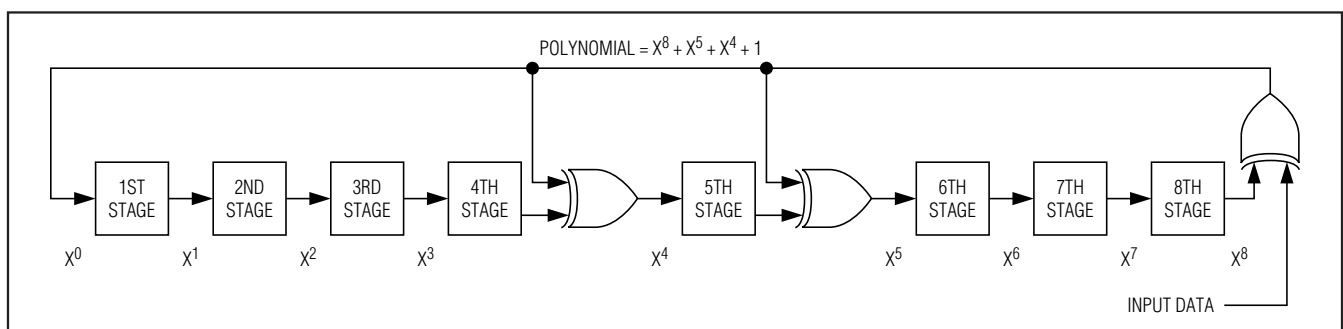 POLYNOMIAL = X⁸ + X⁵ + X⁴ + 1
1ST
STAGE
2ND
STAGE
3RD
STAGE
4TH
STAGE
5TH
STAGE
6TH
STAGE
7TH
STAGE
8TH
STAGE
X⁰
X¹
X²
X³
X⁴
X⁵
X⁶
X⁷
X⁸
INPUT DATA